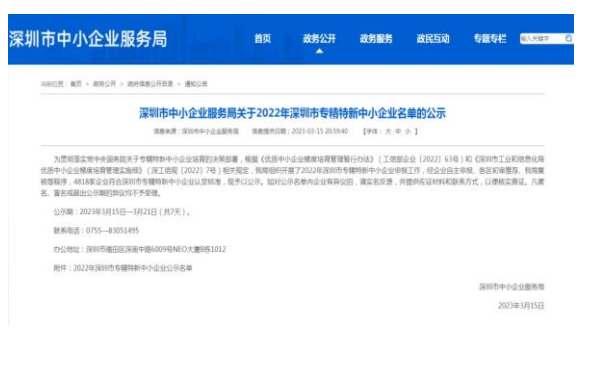 深圳市中小企业服务局
首页 政务公开 政务服务 政民互动 专题专栏 输入关键字
当前位置：首页 > 政务公开 > 政府信息公开目录 > 通知公告
深圳市中小企业服务局关于2022年深圳市专精特新中小企业名单的公示
信息来源：深圳市中小企业服务局 信息提供日期：2023-03-15 20:59:40 【字体：大 中 小】
为贯彻落实党中央国务院关于专精特新中小企业培育的决策部署，根据《优质中小企业梯度培育管理暂行办法》（工信部企业〔2022〕63号）和《深圳市工业和信息化局
优质中小企业梯度培育管理实施细则》（深工信规〔2022〕7号）相关规定，我局组织开展了2022年深圳市专精特新中小企业申报工作，经企业自主申报、各区初审推荐、我局复
核等程序，4818家企业符合深圳市专精特新中小企业认定标准，现予以公示。如对公示名单内企业有异议的，请实名反馈，并提供佐证材料和联系方式，以便核实查证。凡匿
名、冒名或超出公示期的异议均不予受理。
公示期：2023年3月15日—3月21日（共7天）。
联系电话：0755—83051495
办公地址：深圳市福田区深南中路6009号NEO大厦B栋1012
附件：2022年深圳市专精特新中小企业公示名单
深圳市中小企业服务局
2023年3月15日